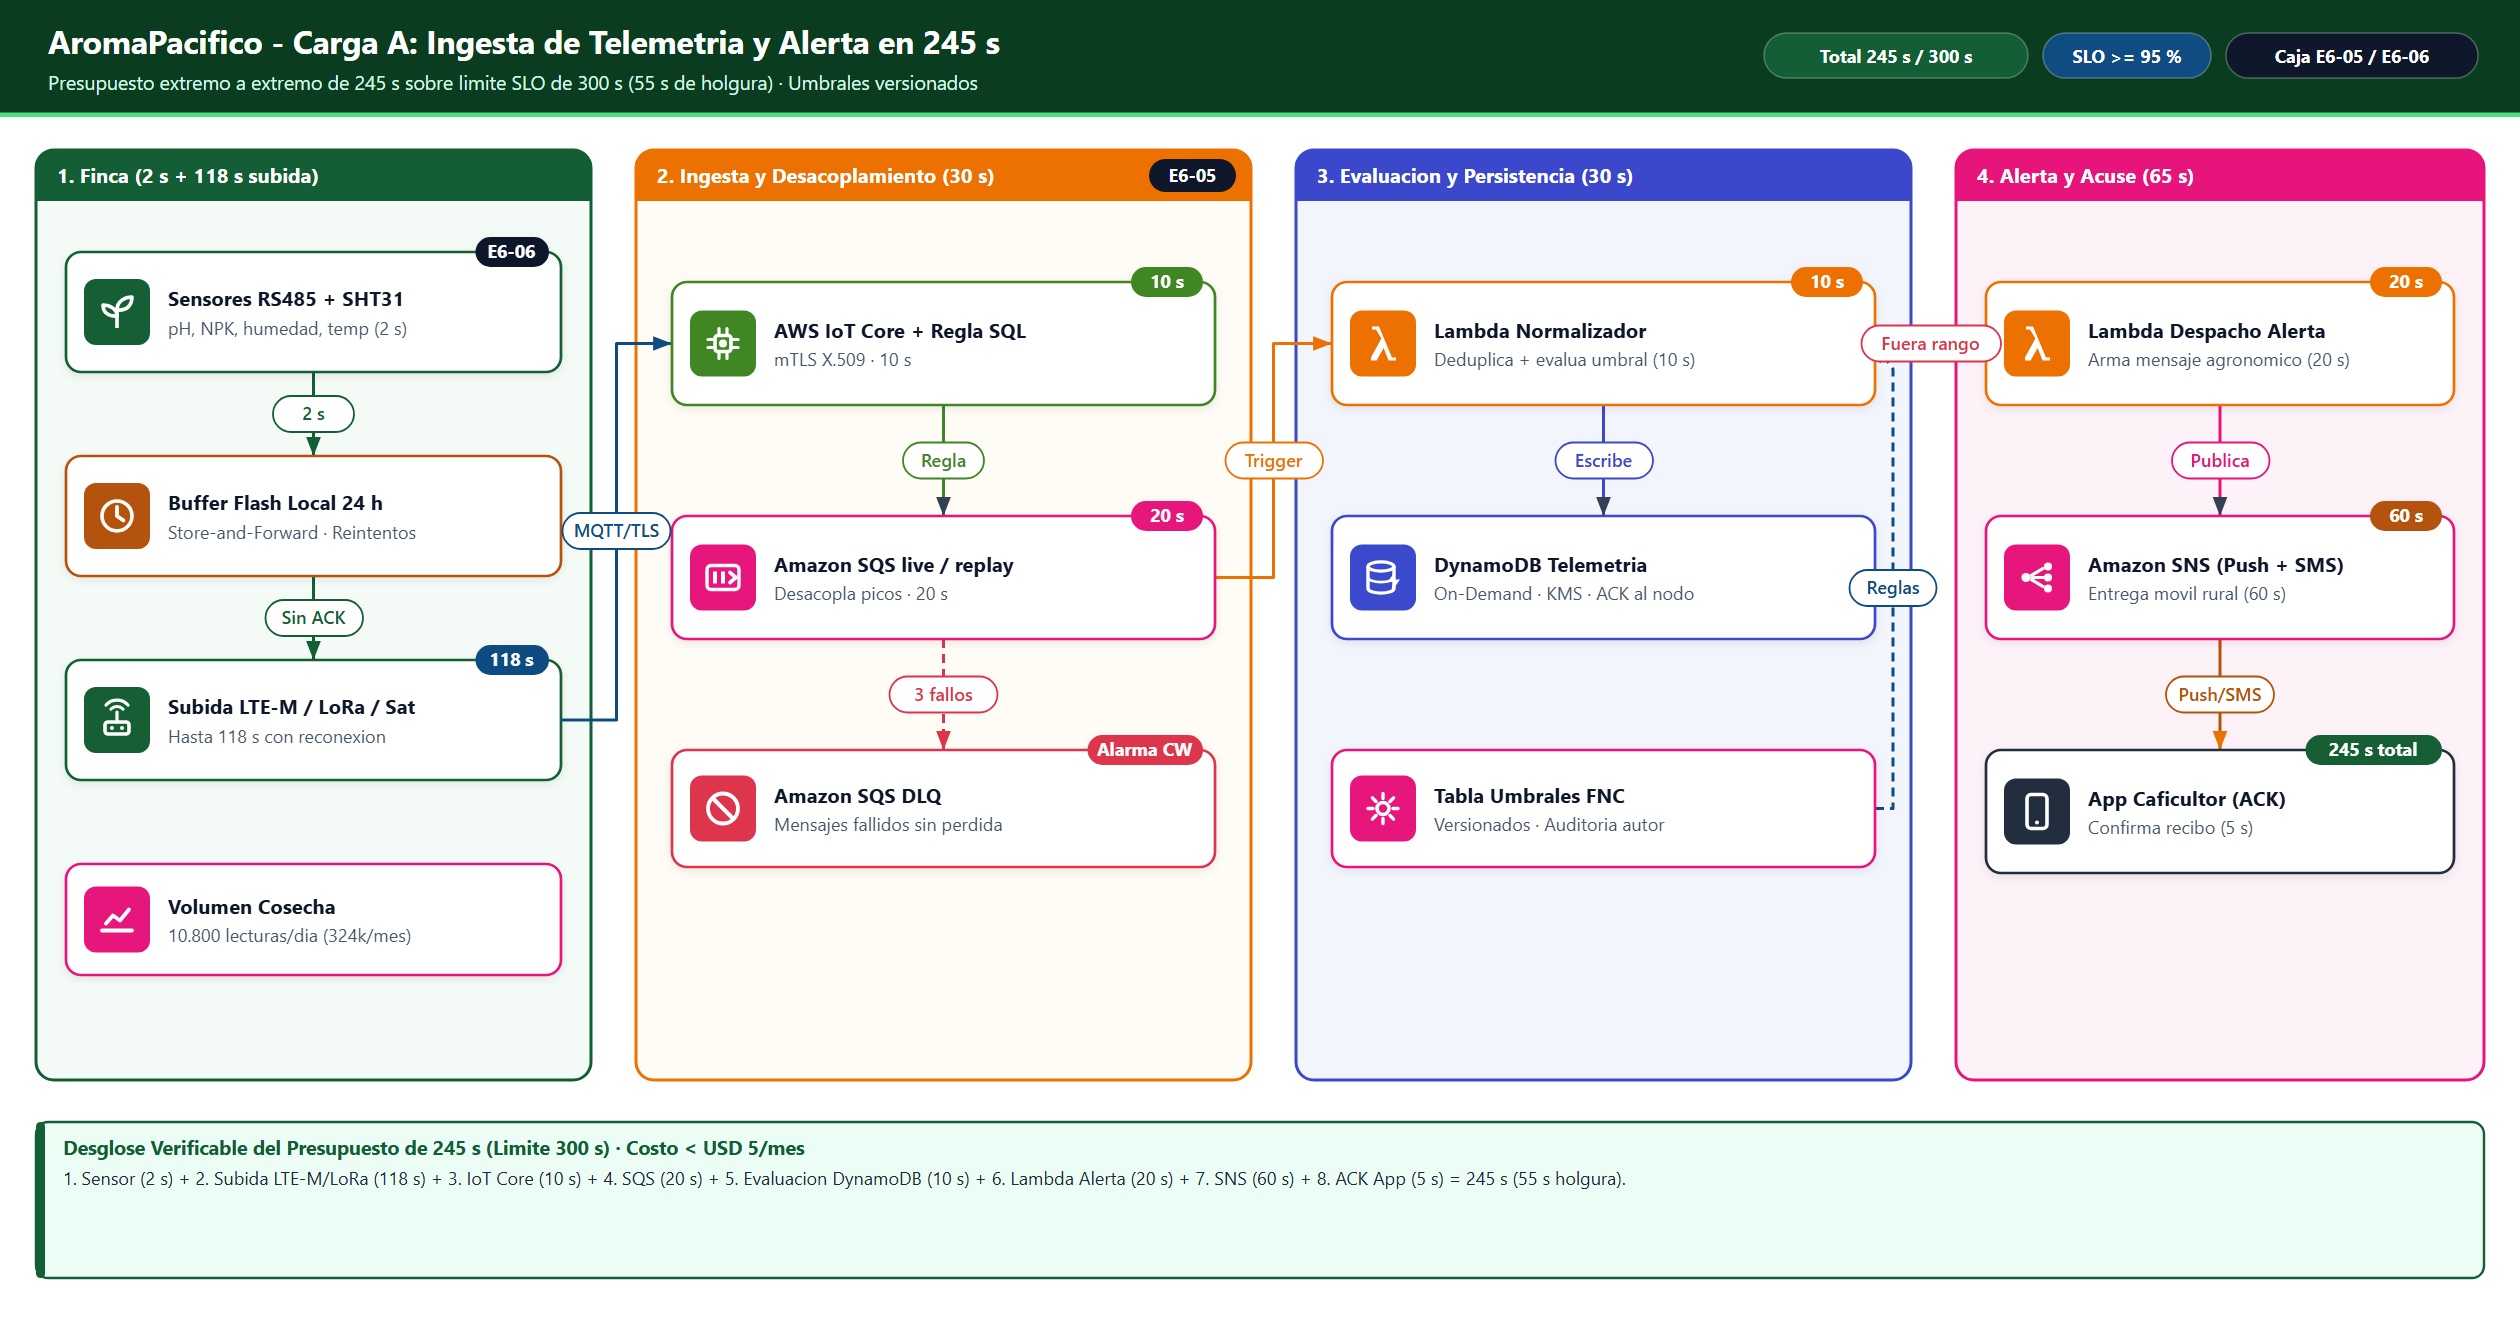 AromaPacifico - Carga A: Ingesta de Telemetria y Alerta en 245 s
Presupuesto extremo a extremo de 245 s sobre limite SLO de 300 s (55 s de holgura) · Umbrales versionados
Total 245 s / 300 s
SLO >= 95 %
Caja E6-05 / E6-06
1. Finca (2 s + 118 s subida)
E6-06
Sensores RS485 + SHT31
pH, NPK, humedad, temp (2 s)
2 s
Buffer Flash Local 24 h
Store-and-Forward · Reintentos
Sin ACK
118 s
Subida LTE-M / LoRa / Sat
Hasta 118 s con reconexion
Volumen Cosecha
10.800 lecturas/dia (324k/mes)
MQTT/TLS
2. Ingesta y Desacoplamiento (30 s)
E6-05
10 s
AWS IoT Core + Regla SQL
mTLS X.509 · 10 s
Regla
20 s
Amazon SQS live / replay
Desacopla picos · 20 s
3 fallos
Alarma CW
Amazon SQS DLQ
Mensajes fallidos sin perdida
Trigger
3. Evaluacion y Persistencia (30 s)
10 s
Lambda Normalizador
Deduplica + evalua umbral (10 s)
Escribe
DynamoDB Telemetria
On-Demand · KMS · ACK al nodo
Tabla Umbrales FNC
Versionados · Auditoria autor
Fuera rango
Reglas
4. Alerta y Acuse (65 s)
20 s
Lambda Despacho Alerta
Arma mensaje agronomico (20 s)
Publica
60 s
Amazon SNS (Push + SMS)
Entrega movil rural (60 s)
Push/SMS
245 s total
App Caficultor (ACK)
Confirma recibo (5 s)
Desglose Verificable del Presupuesto de 245 s (Limite 300 s) · Costo < USD 5/mes
1. Sensor (2 s) + 2. Subida LTE-M/LoRa (118 s) + 3. IoT Core (10 s) + 4. SQS (20 s) + 5. Evaluacion DynamoDB (10 s) + 6. Lambda Alerta (20 s) + 7. SNS (60 s) + 8. ACK App (5 s) = 245 s (55 s holgura).